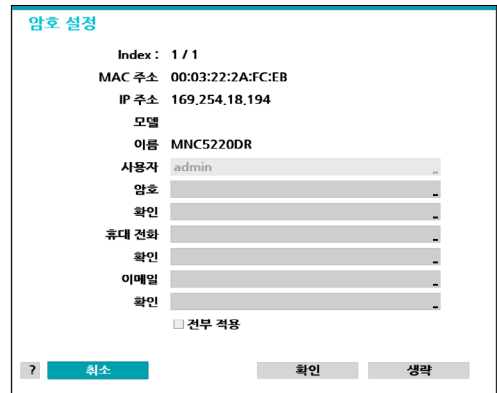 암호 설정
Index : 1 / 1
MAC 주소 00:03:22:2A:FC:EB
IP 주소 169.254.18.194
모델
이름 MNC5220DR
사용자 admin
암호
확인
휴대 전화
확인
이메일
확인
전부 적용
? 취소 확인 생략